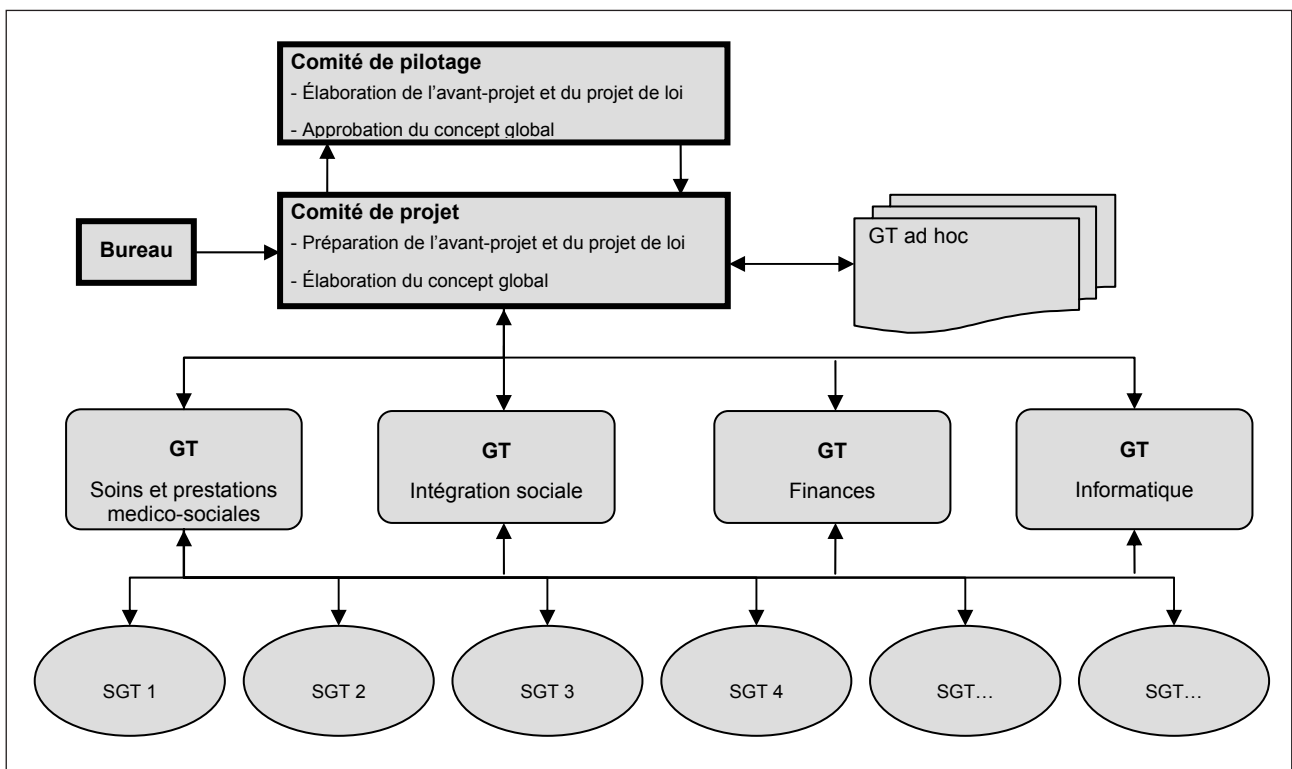 Comité de pilotage
- Élaboration de l’avant-projet et du projet de loi
- Approbation du concept global
Comité de projet
- Préparation de l’avant-projet et du projet de loi
- Élaboration du concept global
Bureau
GT ad hoc
GT
Soins et prestations
medico-sociales
GT
Intégration sociale
GT
Finances
GT
Informatique
SGT 1
SGT 2
SGT 3
SGT 4
SGT…
SGT…